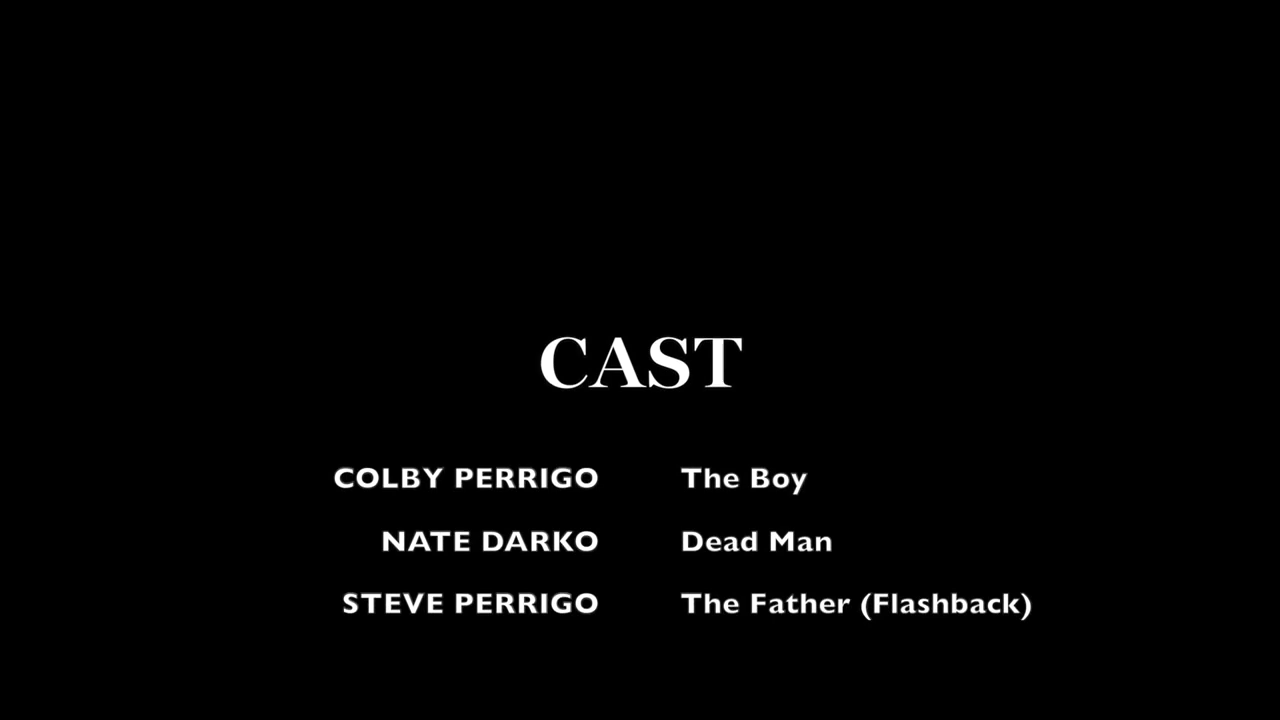 CAST
COLBY PERRIGO The Boy
NATE DARKO Dead Man
STEVE PERRIGO The Father (Flashback)